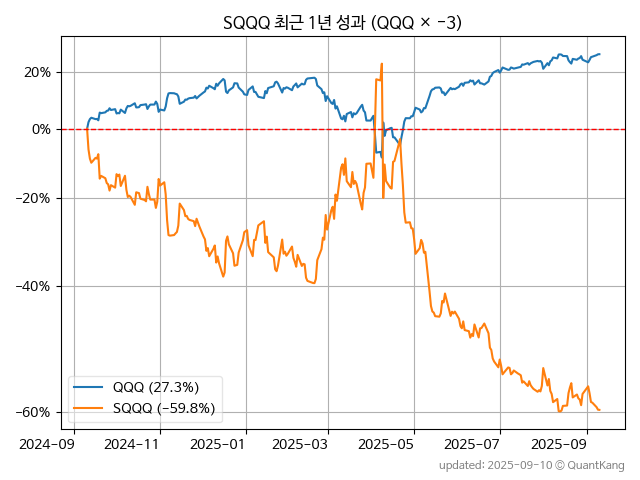 SQQQ 최근 1년 성과 (QQQ × −3)
20%
0%
−20%
−40%
−60%
QQQ (27.3%)
SQQQ (−59.8%)
2024−09 2024−11 2025−01 2025−03 2025−05 2025−07 2025−09
updated: 2025-09-10 © QuantKang